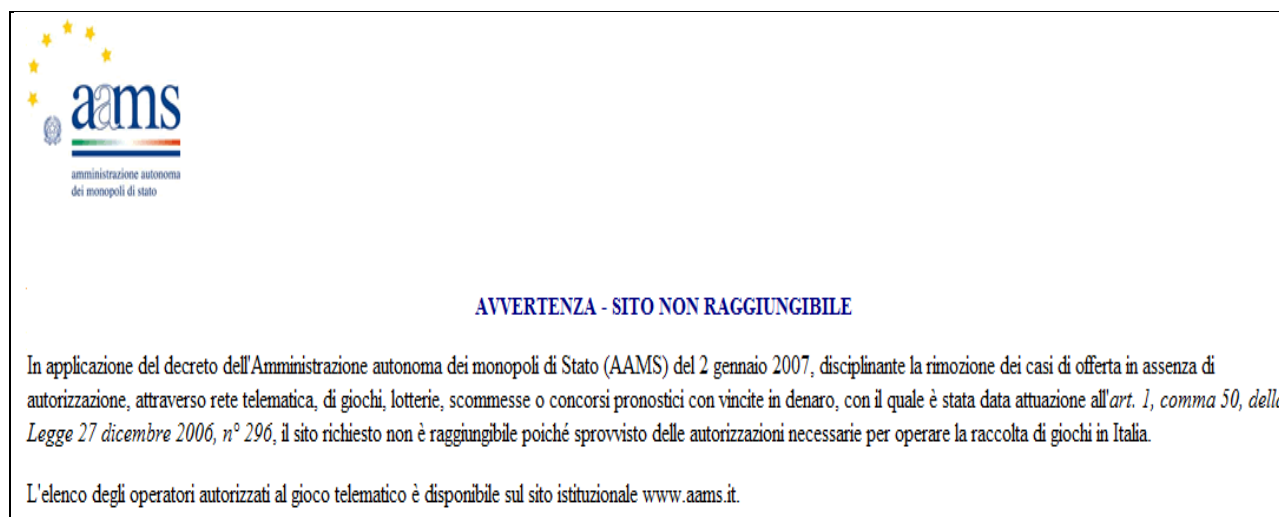 aams
amministrazione autonoma
dei monopoli di stato
AVVERTENZA - SITO NON RAGGIUNGIBILE
In applicazione del decreto dell'Amministrazione autonoma dei monopoli di Stato (AAMS) del 2 gennaio 2007, disciplinante la rimozione dei casi di offerta in assenza di
autorizzazione, attraverso rete telematica, di giochi, lotterie, scommesse o concorsi pronostici con vincite in denaro, con il quale è stata data attuazione all'art. 1, comma 50, della
Legge 27 dicembre 2006, n° 296, il sito richiesto non è raggiungibile poiché sprovvisto delle autorizzazioni necessarie per operare la raccolta di giochi in Italia.
L'elenco degli operatori autorizzati al gioco telematico è disponibile sul sito istituzionale www.aams.it.